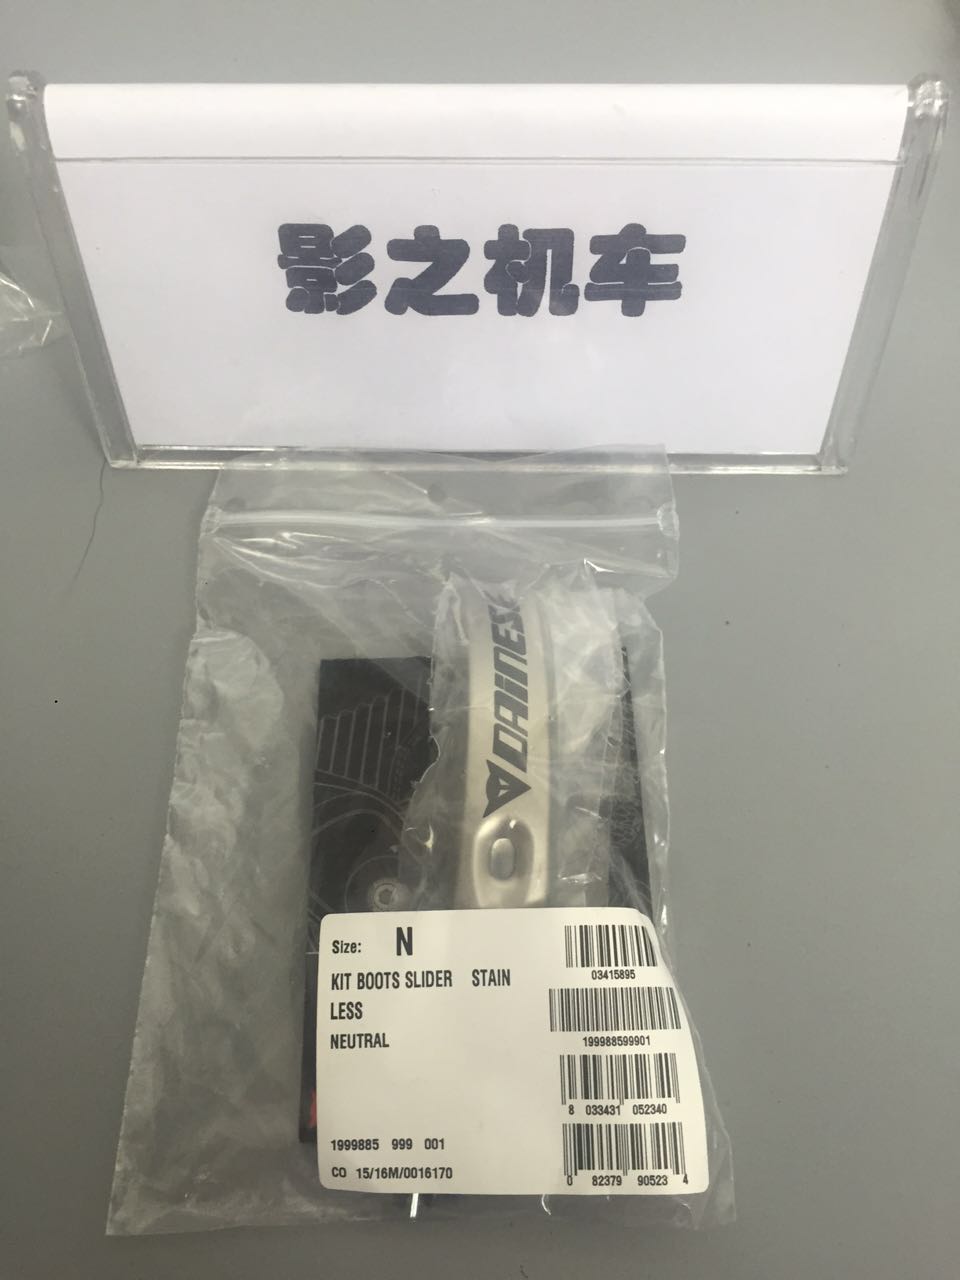 影之机车
DAINESE
Size: N
KIT BOOTS SLIDER STAIN
LESS
NEUTRAL
1999885 999 001
CO 15/16M/0016170
03415895
199988599901
8 033431 052340
0 82379 90523 4